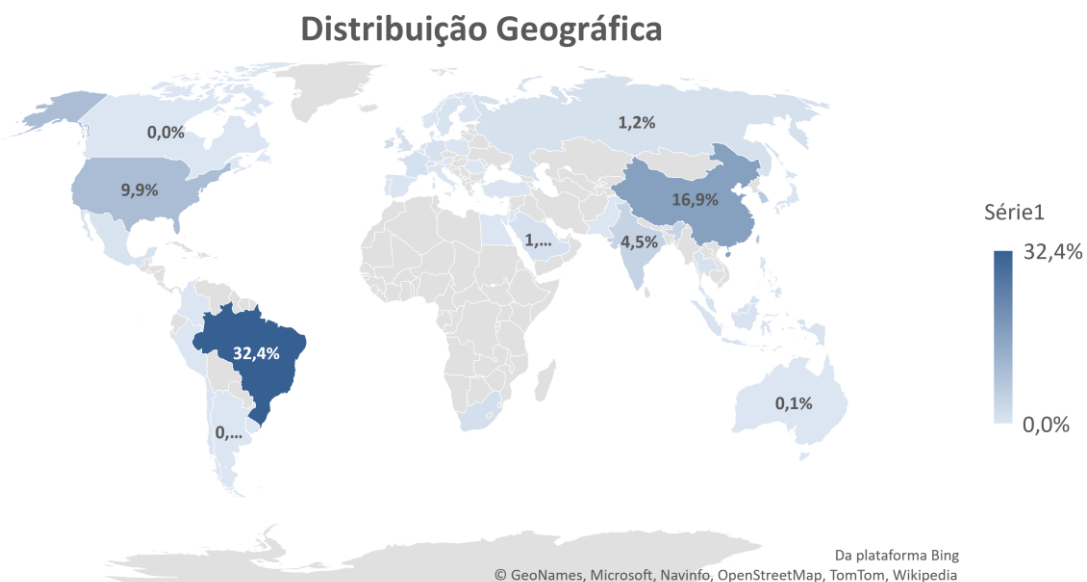 Distribuição Geográfica
0,0%
1,2%
9,9%
16,9%
1,...
4,5%
32,4%
0,1%
0,...
Série1
32,4%
0,0%
Da plataforma Bing
© GeoNames, Microsoft, Navinfo, OpenStreetMap, TomTom, Wikipedia